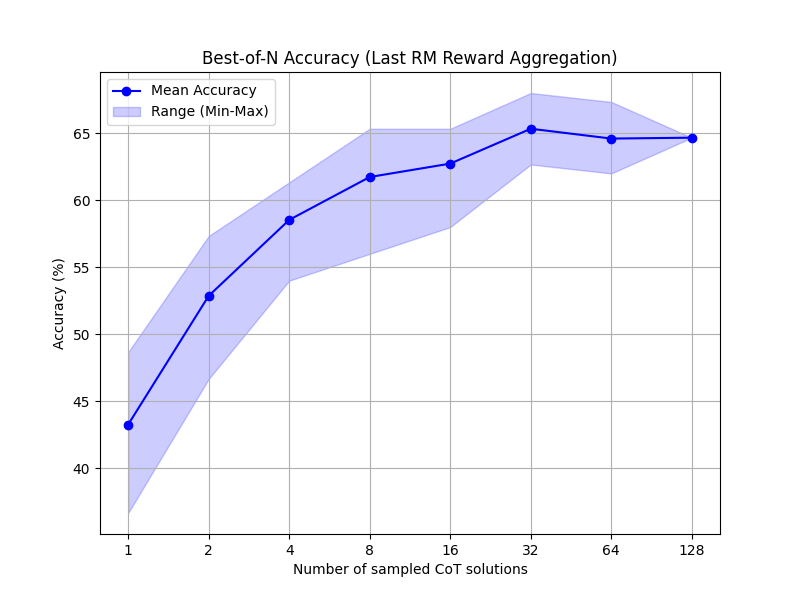 Best-of-N Accuracy (Last RM Reward Aggregation)
Mean Accuracy
Range (Min-Max)
Accuracy (%)
65
60
55
50
45
40
1 2 4 8 16 32 64 128
Number of sampled CoT solutions